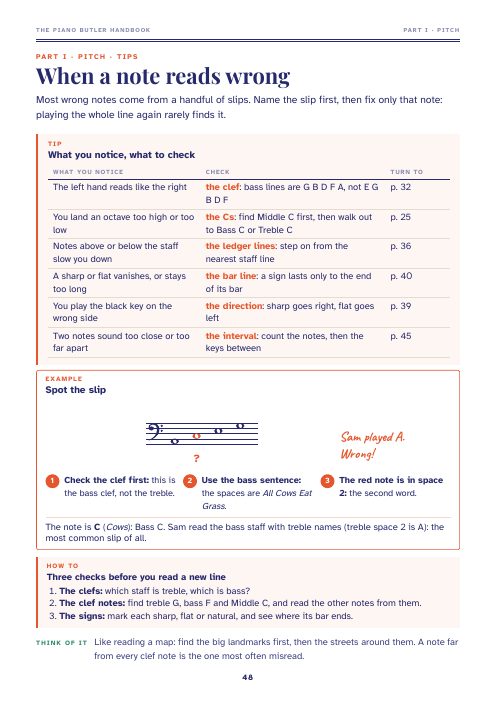 THE PIANO BUTLER HANDBOOK
PART I · PITCH
PART I · PITCH · TIPS
When a note reads wrong
Most wrong notes come from a handful of slips. Name the slip first, then fix only that note:
playing the whole line again rarely finds it.
TIP
What you notice, what to check
WHAT YOU NOTICE CHECK TURN TO
The left hand reads like the right the clef: bass lines are G B D F A, not E G p. 32
B D F
You land an octave too high or too the Cs: find Middle C first, then walk out p. 25
low to Bass C or Treble C
Notes above or below the staff the ledger lines: step on from the p. 36
slow you down nearest staff line
A sharp or flat vanishes, or stays the bar line: a sign lasts only to the end p. 40
too long of its bar
You play the black key on the the direction: sharp goes right, flat goes p. 39
wrong side left
Two notes sound too close or too the interval: count the notes, then the p. 45
far apart keys between
EXAMPLE
Spot the slip
?
Sam played A.
Wrong!
1 Check the clef first: this is
the bass clef, not the treble.
2 Use the bass sentence:
the spaces are All Cows Eat
Grass.
3 The red note is in space
2: the second word.
The note is C (Cows): Bass C. Sam read the bass staff with treble names (treble space 2 is A): the
most common slip of all.
HOW TO
Three checks before you read a new line
1. The clefs: which staff is treble, which is bass?
2. The clef notes: find treble G, bass F and Middle C, and read the other notes from them.
3. The signs: mark each sharp, flat or natural, and see where its bar ends.
THINK OF IT Like reading a map: find the big landmarks first, then the streets around them. A note far
from every clef note is the one most often misread.
48